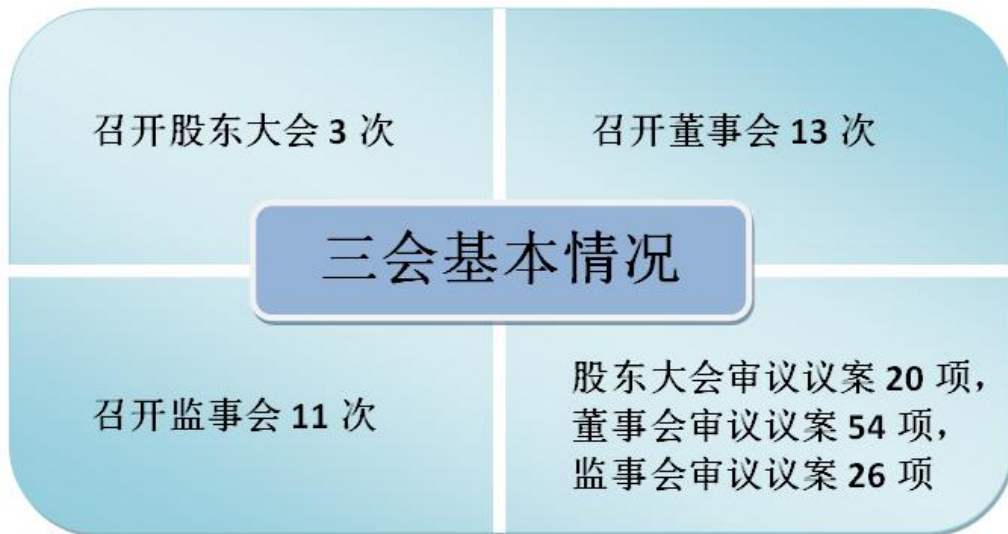 召开股东大会 3 次
召开董事会 13 次
三会基本情况
召开监事会 11 次
股东大会审议议案 20 项，
董事会审议议案 54 项，
监事会审议议案 26 项